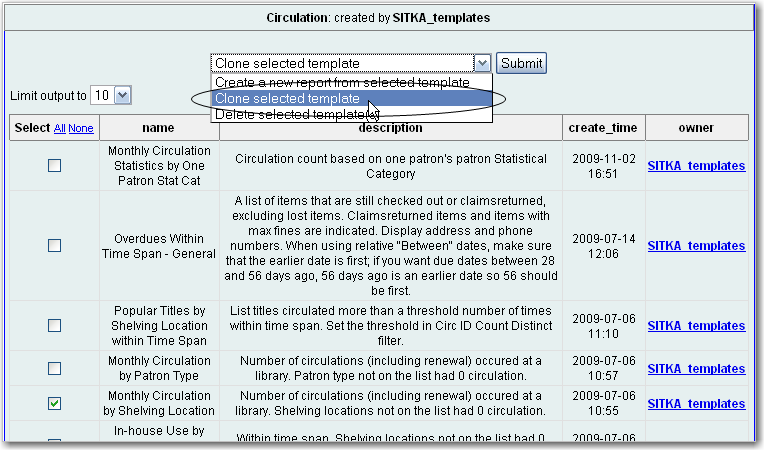 Circulation: created by SITKA_templates
Clone selected template Submit
Create a new report from selected template
Limit output to 10
Clone selected template
Delete selected template(s)
Select All None name description create_time owner
Monthly Circulation
Statistics by One
Patron Stat Cat
Circulation count based on one patron's patron Statistical
Category
2009-11-02
16:51
SITKA_templates
Overdues Within
Time Span - General
A list of items that are still checked out or claimsreturned,
excluding lost items. Claimsreturned items and items with
max fines are indicated. Display address and phone
numbers. When using relative "Between" dates, make sure
that the earlier date is first; if you want due dates between 28
and 56 days ago, 56 days ago is an earlier date so 56 should
be first.
2009-07-14
12:06
SITKA_templates
Popular Titles by
Shelving Location
within Time Span
List titles circulated more than a threshold number of times
within time span. Set the threshold in Circ ID Count Distinct
filter.
2009-07-06
11:10
SITKA_templates
Monthly Circulation
by Patron Type
Number of circulations (including renewal) occured at a
library. Patron type not on the list had 0 circulation.
2009-07-06
10:57
SITKA_templates
Monthly Circulation
by Shelving Location
Number of circulations (including renewal) occured at a
library. Shelving locations not on the list had 0 circulation.
2009-07-06
10:55
SITKA_templates
In-house Use by
Within time span. Shelving locations not on the list had 0
2009-07-06
SITKA_templates